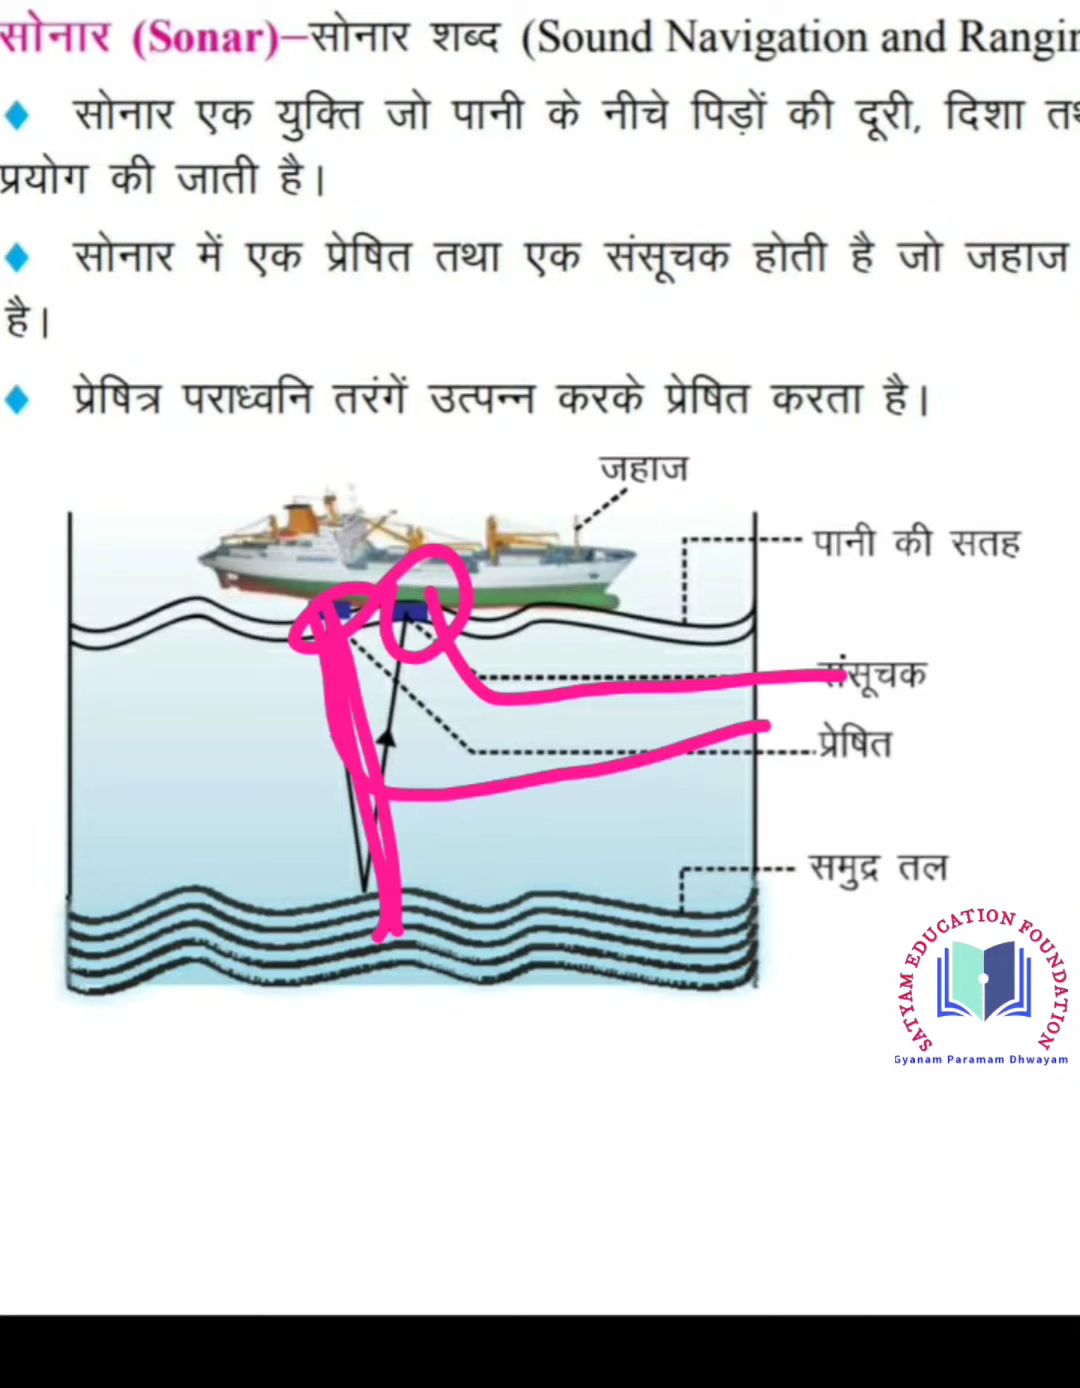 सोनार (Sonar)–सोनार शब्द (Sound Navigation and
♦ सोनार एक युक्ति जो पानी के नीचे पिड़ों की दूरी, दिशा
प्रयोग की जाती है।
♦ सोनार में एक प्रेषित तथा एक संसूचक होती है जो जहाज
है।
♦ प्रेषित्र पराध्वनि तरंगें उत्पन्न करके प्रेषित करता है।
जहाज
पानी की सतह
संसूचक
प्रेषित
समुद्र तल
SATYAM EDUCATION FOUNDATION
Gyanam Paramam Dhwayam